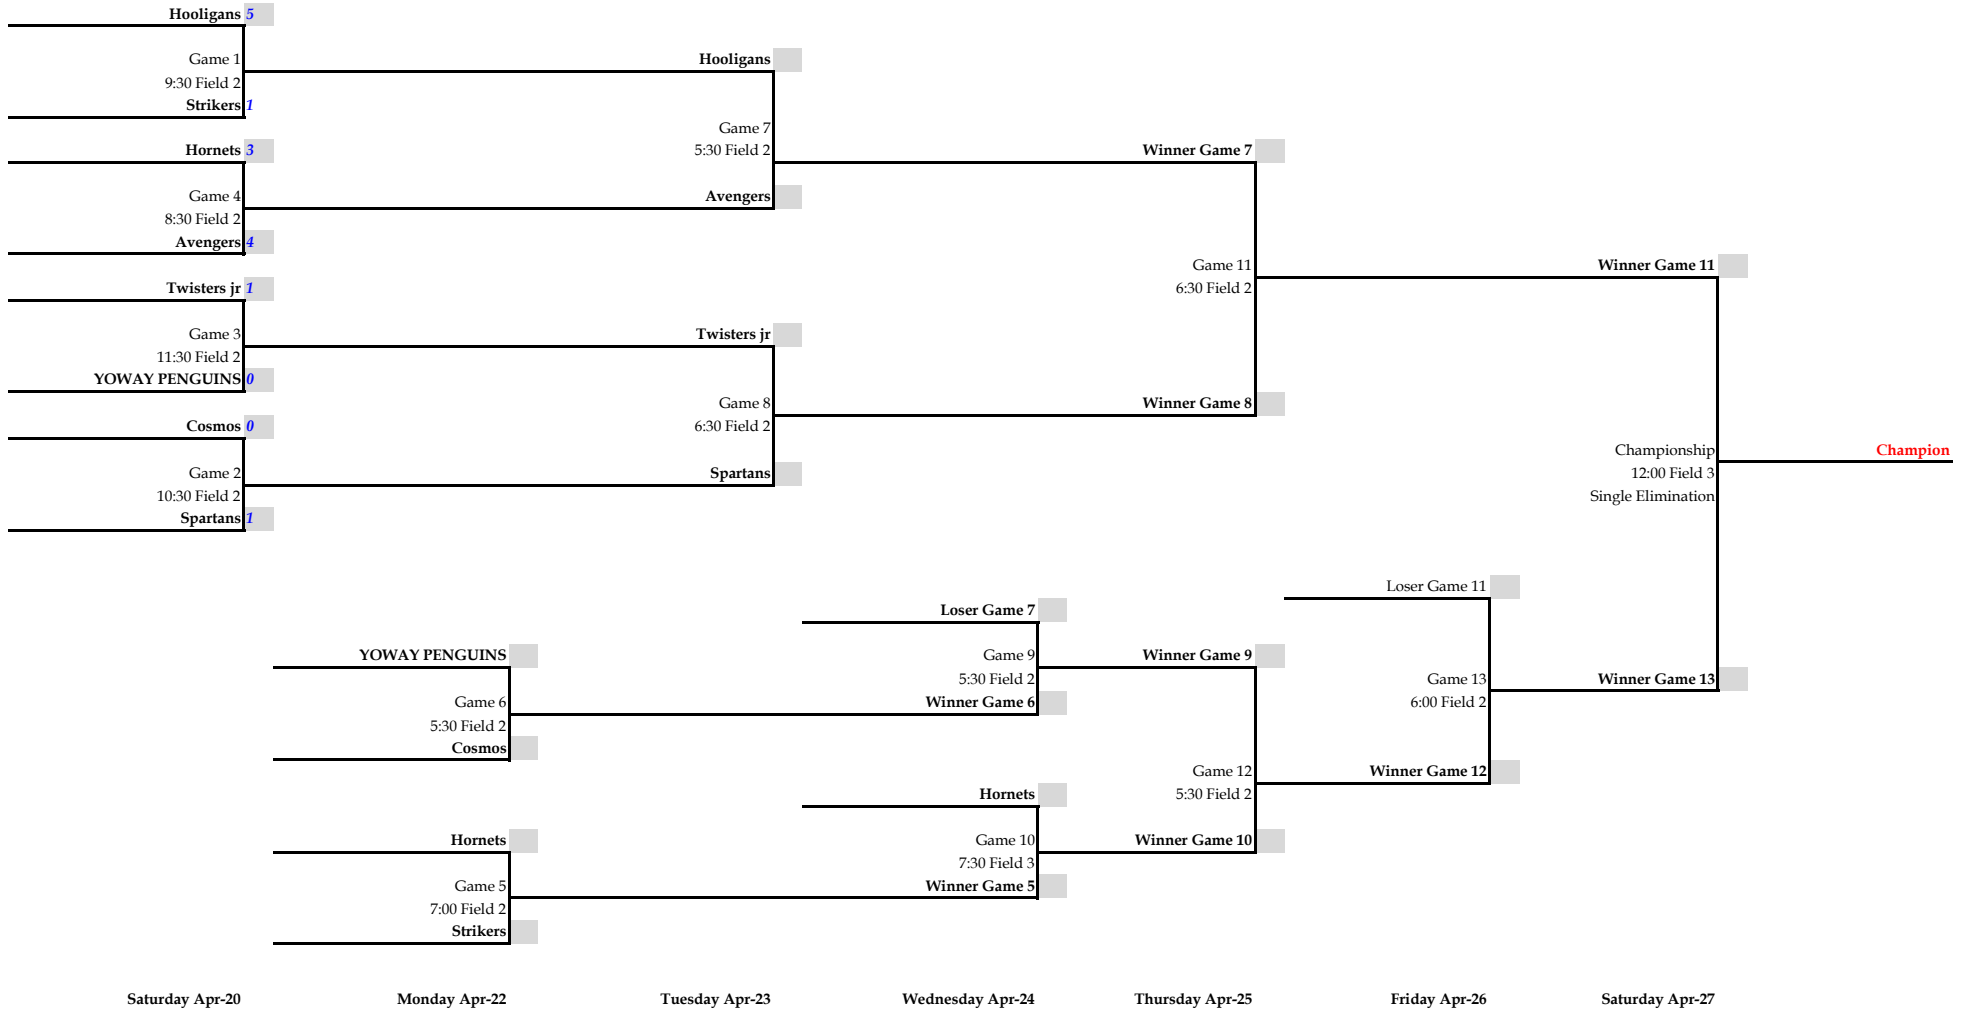 Hooligans 5
Game 1
9:30 Field 2
Strikers 1
Hornets 3
Game 4
8:30 Field 2
Avengers 4
Twisters jr 1
Game 3
11:30 Field 2
YOWAY PENGUINS 0
Cosmos 0
Game 2
10:30 Field 2
Spartans 1
Hooligans
Game 7
5:30 Field 2
Avengers
Twisters jr
Game 8
6:30 Field 2
Spartans
Winner Game 7
Game 11
6:30 Field 2
Winner Game 8
Winner Game 11
Championship
12:00 Field 3
Single Elimination
Winner Game 13
Champion
YOWAY PENGUINS
Game 6
5:30 Field 2
Cosmos
Hornets
Game 5
7:00 Field 2
Strikers
Loser Game 7
Game 9
5:30 Field 2
Winner Game 6
Hornets
Game 10
7:30 Field 3
Winner Game 5
Winner Game 9
Game 12
5:30 Field 2
Winner Game 10
Loser Game 11
Game 13
6:00 Field 2
Winner Game 12
Saturday Apr-20
Monday Apr-22
Tuesday Apr-23
Wednesday Apr-24
Thursday Apr-25
Friday Apr-26
Saturday Apr-27